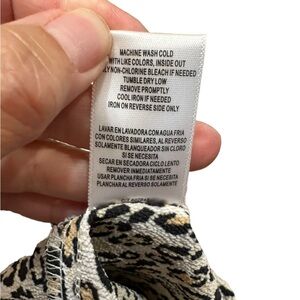 MACHINE WASH COLD
WITH LIKE COLORS, INSIDE OUT
NON-CHLORINE BLEACH IF NEEDED
TUMBLE DRY LOW
REMOVE PROMPTLY
COOL IRON IF NEEDED
IRON ON REVERSE SIDE ONLY
LAVAR EN LAVADORA CON AGUA FRIA
CON COLORES SIMILARES, AL REVERSO
SOLAMENTE BLANQUEADOR SIN CLORO
SI SE NECESITA
SECAR EN SECADORA CICLO LENTO
REMOVER IMMEDIATAMENTE
USAR PLANCHA FRIA SI SE NECESITA
PLANCHAR AL REVERSO SOLAMENTE